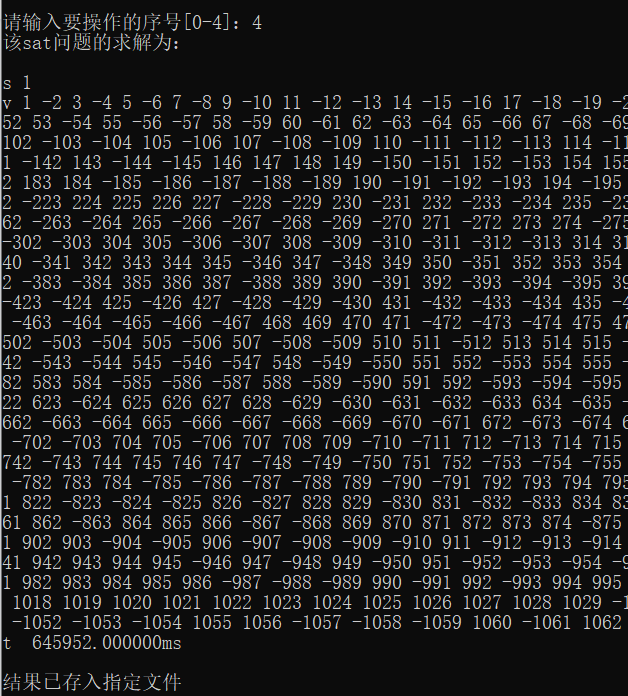 请输入要操作的序号[0-4]：4
该sat问题的求解为：
s 1
v 1 -2 3 -4 5 -6 7 -8 9 -10 11 -12 -13 14 -15 -16 17 -18 -19 -2
52 53 -54 55 -56 -57 58 -59 60 -61 62 -63 -64 65 -66 67 -68 -69
102 -103 -104 105 -106 107 -108 -109 110 -111 -112 -113 114 -11
1 -142 143 -144 -145 146 147 148 149 -150 -151 152 -153 154 155
2 183 184 -185 -186 -187 -188 -189 190 -191 -192 -193 194 -195
2 -223 224 225 226 227 -228 -229 230 -231 232 -233 -234 235 -23
62 -263 -264 265 -266 -267 -268 -269 -270 271 -272 273 274 -275
-302 -303 304 305 -306 -307 308 -309 -310 -311 -312 -313 314 31
40 -341 342 343 344 345 -346 347 -348 349 350 -351 352 353 354
2 -383 -384 385 386 387 -388 389 390 -391 392 -393 -394 -395 39
-423 -424 425 -426 427 -428 -429 -430 431 -432 -433 -434 435 -4
-463 -464 -465 -466 -467 468 469 470 471 -472 -473 -474 475 47
502 -503 -504 505 -506 507 -508 -509 510 511 -512 513 514 515 -
42 -543 -544 545 -546 -547 548 -549 -550 551 552 -553 554 555 -
82 583 584 -585 -586 -587 588 -589 -590 591 592 -593 -594 -595
22 623 -624 625 626 627 628 -629 -630 -631 -632 -633 634 -635 -
662 -663 -664 665 -666 -667 -668 -669 -670 -671 672 -673 -674 6
-702 -703 704 705 -706 707 708 709 -710 -711 712 -713 714 715
742 -743 744 745 746 747 -748 -749 -750 751 752 -753 -754 -755
-782 783 784 -785 -786 -787 -788 789 -790 -791 792 793 794 795
1 822 -823 -824 -825 826 -827 828 829 -830 831 -832 -833 834 83
61 862 -863 864 865 866 -867 -868 869 870 871 872 873 874 -875
1 902 903 -904 -905 906 -907 -908 -909 -910 911 -912 -913 -914
41 942 943 944 945 -946 947 -948 949 -950 951 -952 -953 -954 -9
1 982 983 984 985 986 -987 -988 -989 990 -991 992 -993 994 995
1018 1019 1020 1021 1022 1023 1024 1025 1026 1027 1028 1029 -1
-1052 -1053 -1054 1055 1056 -1057 -1058 -1059 1060 -1061 1062
t 645952.000000ms
结果已存入指定文件